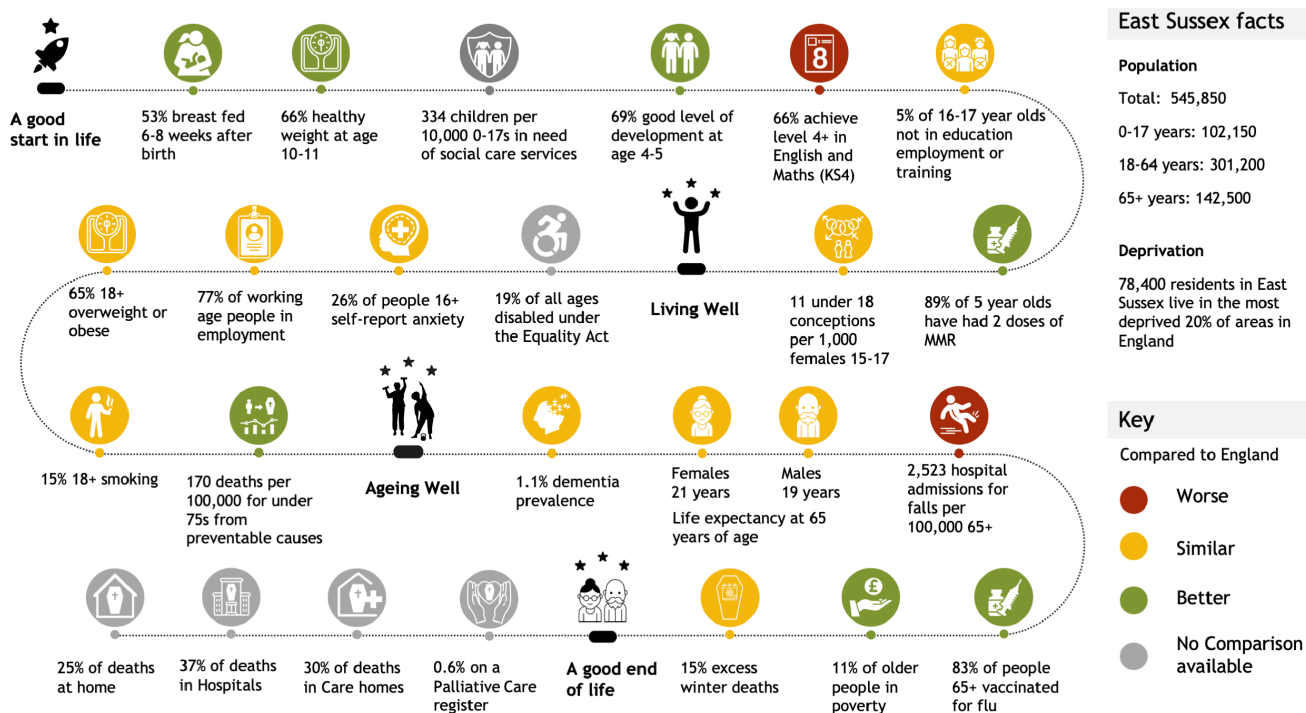 A good
start in life
53% breast fed
6-8 weeks after
birth
66% healthy
weight at age
10-11
334 children per
10,000 0-17s in need
of social care services
69% good level of
development at
age 4-5
8
66% achieve
level 4+ in
English and
Maths (KS4)
5% of 16-17 year olds
not in education
employment or
training
65% 18+
overweight or
obese
77% of working
age people in
employment
26% of people 16+
self-report anxiety
19% of all ages
disabled under
the Equality Act
Living Well
11 under 18
conceptions
per 1,000
females 15-17
89% of 5 year olds
have had 2 doses of
MMR
15% 18+ smoking
170 deaths per
100,000 for under
75s from
preventable causes
Ageing Well
1.1% dementia
prevalence
Females
21 years
Males
19 years
Life expectancy at 65
years of age
2,523 hospital
admissions for
falls per
100,000 65+
25% of deaths
at home
37% of deaths
in Hospitals
30% of deaths
in Care homes
0.6% on a
Palliative Care
register
A good end
of life
15% excess
winter deaths
£
11% of older
people in
poverty
83% of people
65+ vaccinated
for flu
East Sussex facts
Population
Total: 545,850
0-17 years: 102,150
18-64 years: 301,200
65+ years: 142,500
Deprivation
78,400 residents in East
Sussex live in the most
deprived 20% of areas in
England
Key
Compared to England
Worse
Similar
Better
No Comparison
available